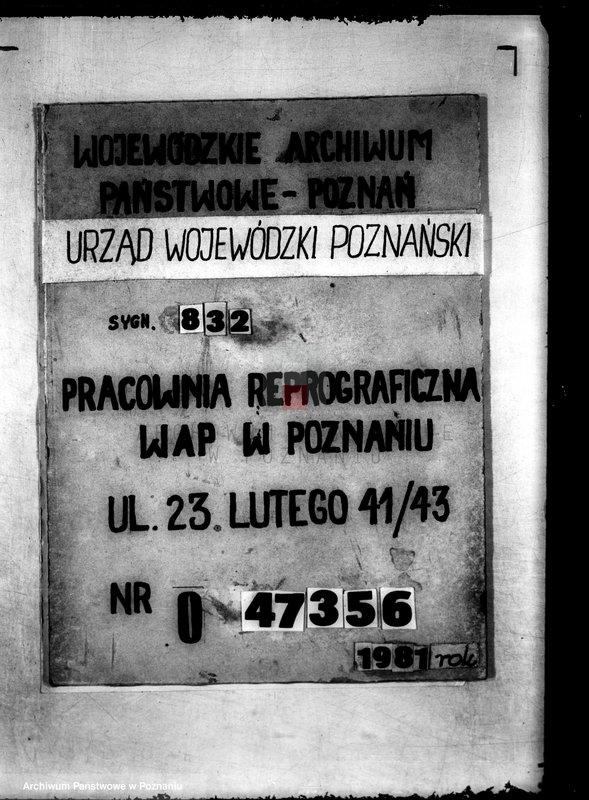 WOJEWÓDZKIE ARCHIWUM
PAŃSTWOWE - POZNAŃ
URZĄD WOJEWÓDZKI POZNAŃSKI
SYGN. 832
PRACOWNIA REPROGRAFICZNA
WAP W POZNANIU
W POZNANIU
UL. 23 LUTEGO 41/43
NR 0 47356
1981 rok
Archiwum Państwowe w Poznaniu